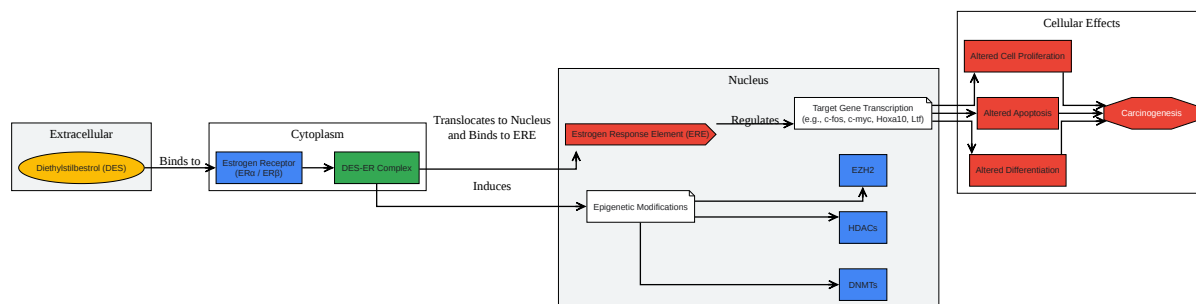 Extracellular
Diethylstilbestrol (DES)
Binds to
Cytoplasm
Estrogen Receptor
(ERα / ERβ)
DES-ER Complex
Translocates to Nucleus
and Binds to ERE
Induces
Nucleus
Estrogen Response Element (ERE)
Regulates
Target Gene Transcription
(e.g., c-fos, c-myc, Hoxa10, Ltf)
Epigenetic Modifications
EZH2
HDACs
DNMTs
Cellular Effects
Altered Cell Proliferation
Altered Apoptosis
Altered Differentiation
Carcinogenesis